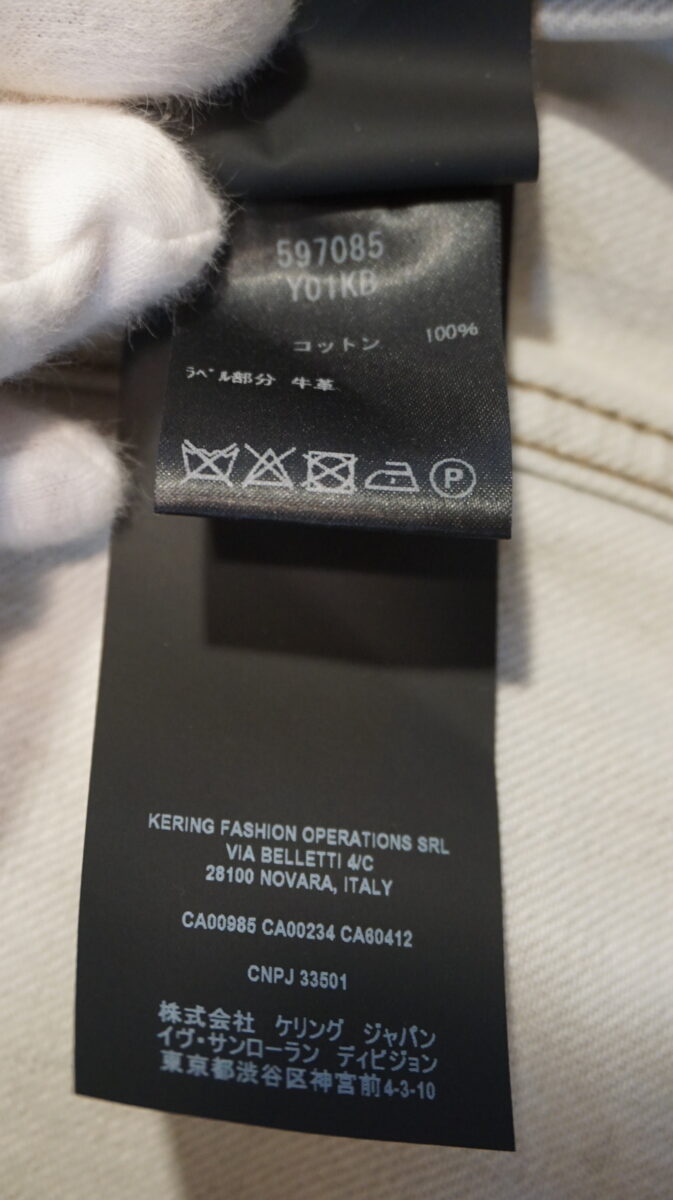 597085
Y01KB
コットン 100%
ﾗﾍﾞﾙ部分 牛革
P
KERING FASHION OPERATIONS SRL
VIA BELLETTI 4/C
28100 NOVARA, ITALY
CA00985 CA00234 CA60412
CNPJ 33501
株式会社 ケリング ジャパン
イヴ・サンローラン ディビジョン
東京都渋谷区神宮前4-3-10